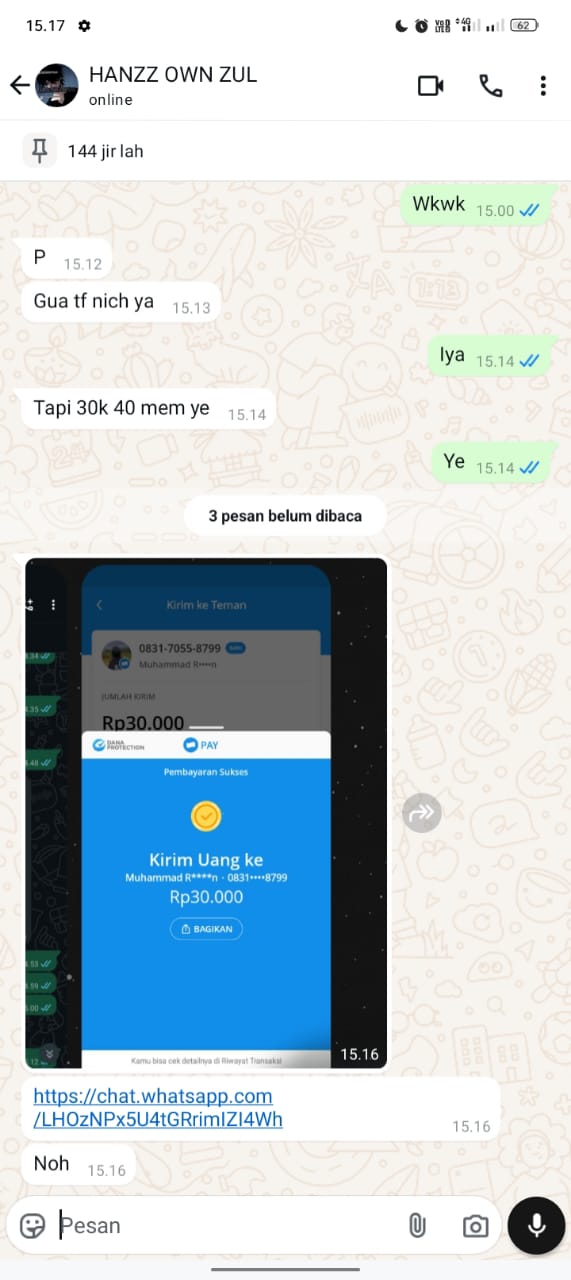 15.17
VoD LTE
4G
62
HANZZ OWN ZUL
online
144 jir lah
Wkwk 15.00
P 15.12
Gua tf nich ya 15.13
Iya 15.14
Tapi 30k 40 mem ye 15.14
Ye 15.14
3 pesan belum dibaca
Kirim ke Teman
0831-7055-8799
Muhammad R••••n
JUMLAH KIRIM
Rp30.000
DANA PROTECTION
PAY
Pembayaran Sukses
Kirim Uang ke
Muhammad R****n - 0831••••8799
Rp30.000
BAGIKAN
Kamu bisa cek detailnya di Riwayat Transaksi
15.16
https://chat.whatsapp.com
/LHOzNPx5U4tGRrimIZI4Wh
15.16
Noh 15.16
Pesan